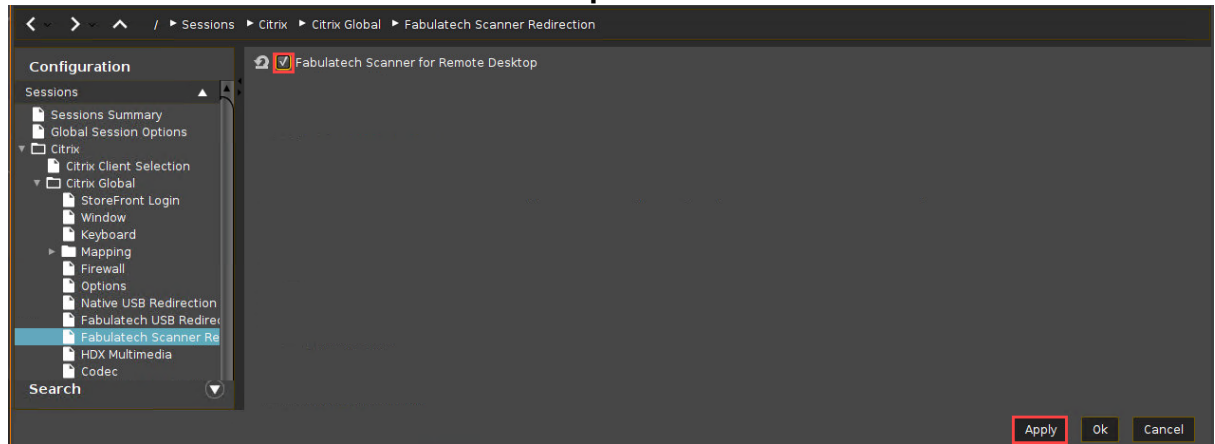 / ▸ Sessions ▸ Citrix ▸ Citrix Global ▸ Fabulatech Scanner Redirection
Configuration
Sessions
Sessions Summary
Global Session Options
Citrix
Citrix Client Selection
Citrix Global
StoreFront Login
Window
Keyboard
Mapping
Firewall
Options
Native USB Redirection
Fabulatech USB Redirec
Fabulatech Scanner Re
HDX Multimedia
Codec
Search
Fabulatech Scanner for Remote Desktop
Apply Ok Cancel